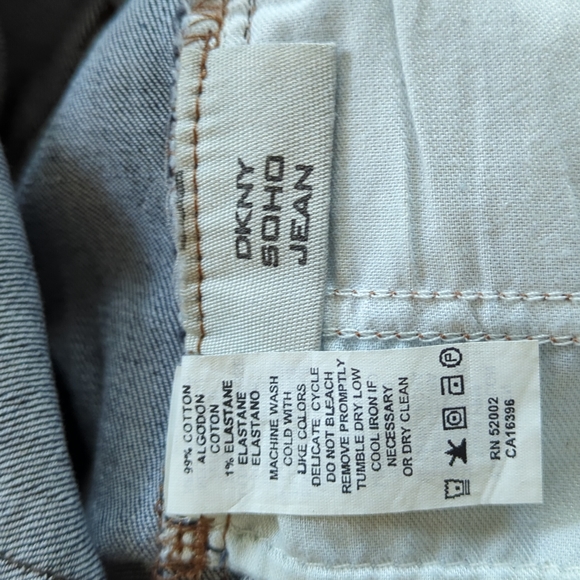 DKNY
SOHO
JEAN
99% COTTON
ALGODON
COTON
1% ELASTANE
ELASTANE
ELASTANO
MACHINE WASH
COLD WITH
LIKE COLORS
DELICATE CYCLE
DO NOT BLEACH
REMOVE PROMPTLY
TUMBLE DRY LOW
COOL IRON IF
NECESSARY
OR DRY CLEAN
RN 52002
CA16396